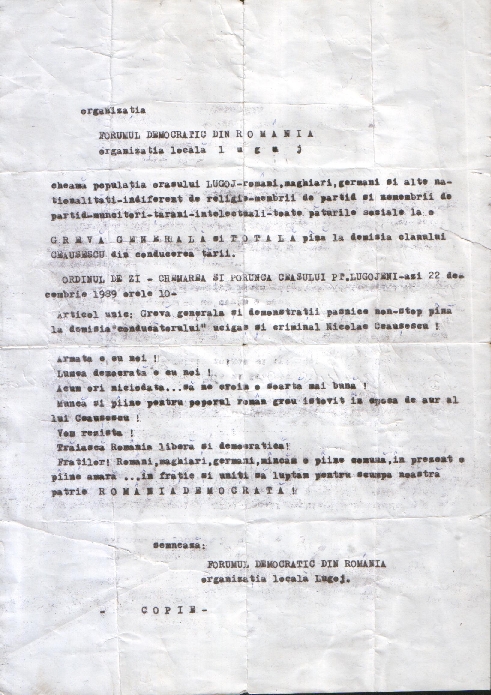 organizatia
FORUMUL DEMOCRATIC DIN R O M A N I A
organizatia locala l u g o j
cheama populatia orasului LUGOJ-romani,maghiari,germani si alte na-
tionalitati-indiferent de religie-membrii de partid si nemembrii de
partid-muncitori-tarani-intelectuali-toate paturile sociale la o
G R E V A G E N E R A L A si T O T A L A pina la demisia clanului
CEAUSESCU din conducerea tarii.
ORDINUL DE ZI - CHEMAREA SI PORUNCA CEASULUI PT.LUGOJENI-azi 22 de-
cembrie 1989 orele 10-
Articol unic: Greva generala si demonstratii pasnice non-stop pina
la demisia"conducatorului" ucigas si criminal Nicolae Ceausescu !
Armata e cu noi !
Lumea democrata e cu noi !
Acum ori niciodata...sa ne croim o soarta mai buna !
Munca si piine pentru poporul roman greu istovit in epoca de aur al
lui Ceausescu !
Vom rezista !
Traiasca Romania libera si democratica!
Fratilor! Romani,maghiari,germani,mincam o piine comuna,in prezent o
piine amara ...in fratie si uniti sa luptam pentru scumpa noastra
patrie R O M A N I A D E M O C R A T A !
semneaza:
FORUMUL DEMOCRATIC DIN ROMANIA
organizatia locala Lugoj.
- C O P I E -